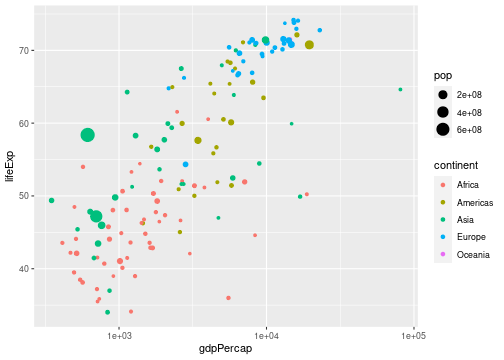 70
60
50
40
lifeExp
1e+03
1e+04
1e+05
gdpPercap
pop
2e+08
4e+08
6e+08
continent
Africa
Americas
Asia
Europe
Oceania